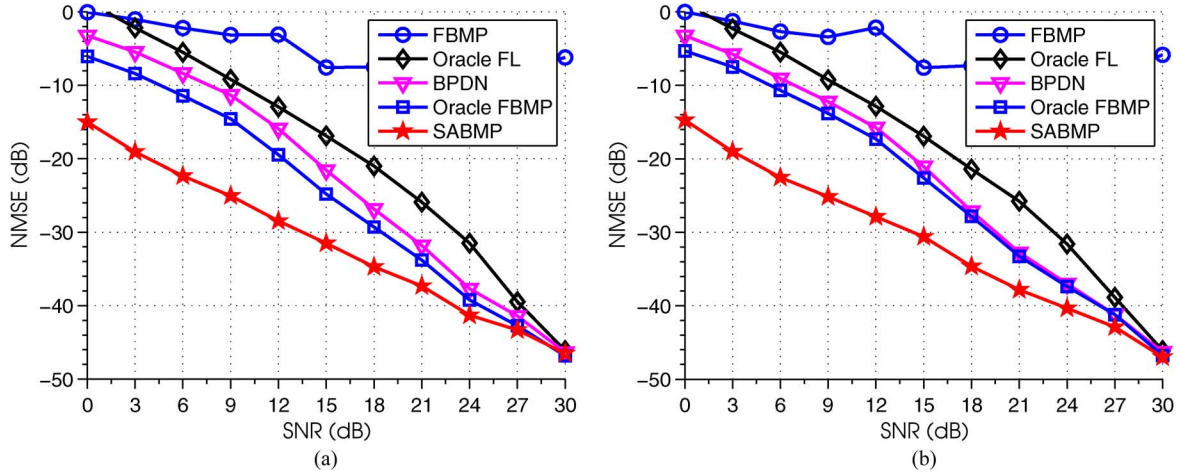 0
−10
−20
−30
−40
−50
NMSE (dB)
0 3 6 9 12 15 18 21 24 27 30
SNR (dB)
FBMP
Oracle FL
BPDN
Oracle FBMP
SABMP
(a)
0
−10
−20
−30
−40
−50
NMSE (dB)
0 3 6 9 12 15 18 21 24 27 30
SNR (dB)
FBMP
Oracle FL
BPDN
Oracle FBMP
SABMP
(b)